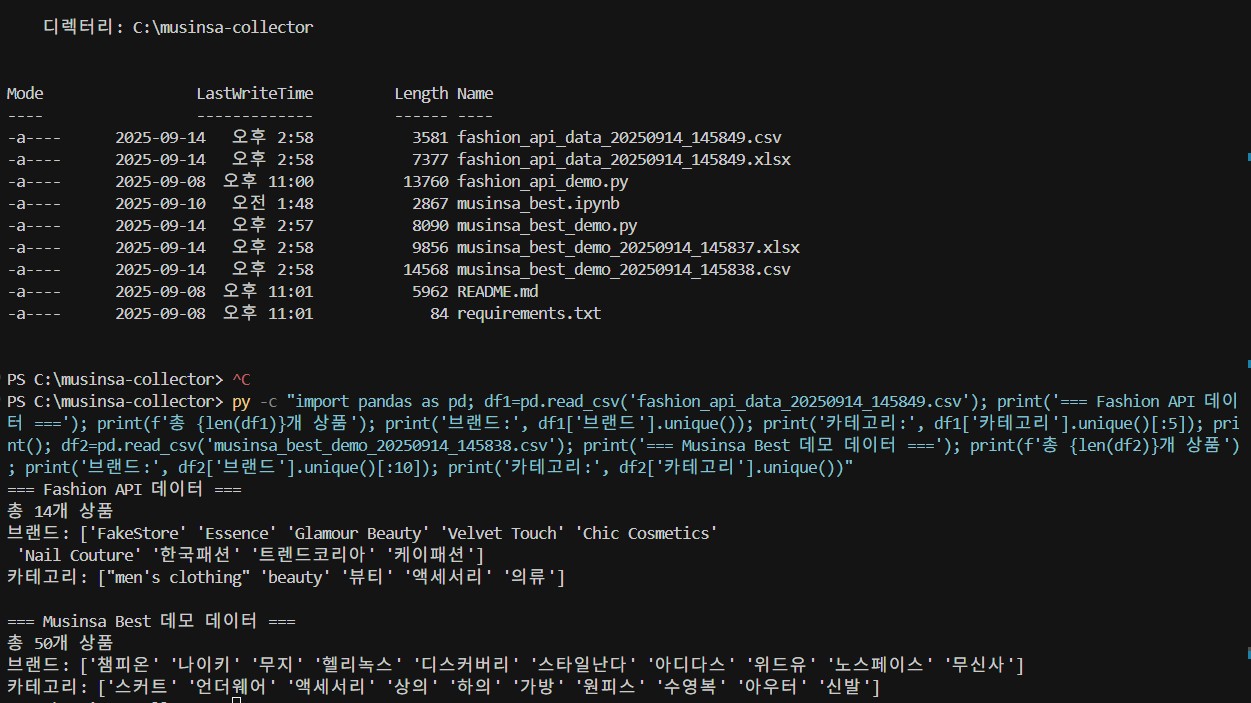 디렉터리: C:\musinsa-collector
Mode LastWriteTime Length Name
---- ------------- ------ ----
-a---- 2025-09-14 오후 2:58 3581 fashion_api_data_20250914_145849.csv
-a---- 2025-09-14 오후 2:58 7377 fashion_api_data_20250914_145849.xlsx
-a---- 2025-09-08 오후 11:00 13760 fashion_api_demo.py
-a---- 2025-09-10 오전 1:48 2867 musinsa_best.ipynb
-a---- 2025-09-14 오후 2:57 8090 musinsa_best_demo.py
-a---- 2025-09-14 오후 2:58 9856 musinsa_best_demo_20250914_145837.xlsx
-a---- 2025-09-14 오후 2:58 14568 musinsa_best_demo_20250914_145838.csv
-a---- 2025-09-08 오후 11:01 5962 README.md
-a---- 2025-09-08 오후 11:01 84 requirements.txt
PS C:\musinsa-collector> ^C
PS C:\musinsa-collector> py -c "import pandas as pd; df1=pd.read_csv('fashion_api_data_20250914_145849.csv'); print('=== Fashion API 데이
터 ==='); print(f'총 {len(df1)}개 상품'); print('브랜드:', df1['브랜드'].unique()); print('카테고리:', df1['카테고리'].unique()[:5]); pri
nt(); df2=pd.read_csv('musinsa_best_demo_20250914_145838.csv'); print('=== Musinsa Best 데모 데이터 ==='); print(f'총 {len(df2)}개 상품')
; print('브랜드:', df2['브랜드'].unique()[:10]); print('카테고리:', df2['카테고리'].unique())"
=== Fashion API 데이터 ===
총 14개 상품
브랜드: ['FakeStore' 'Essence' 'Glamour Beauty' 'Velvet Touch' 'Chic Cosmetics'
 'Nail Couture' '한국패션' '트렌드코리아' '케이패션']
카테고리: ["men's clothing" 'beauty' '뷰티' '액세서리' '의류']
=== Musinsa Best 데모 데이터 ===
총 50개 상품
브랜드: ['챔피온' '나이키' '무지' '헬리녹스' '디스커버리' '스타일난다' '아디다스' '위드유' '노스페이스' '무신사']
카테고리: ['스커트' '언더웨어' '액세서리' '상의' '하의' '가방' '원피스' '수영복' '아우터' '신발']